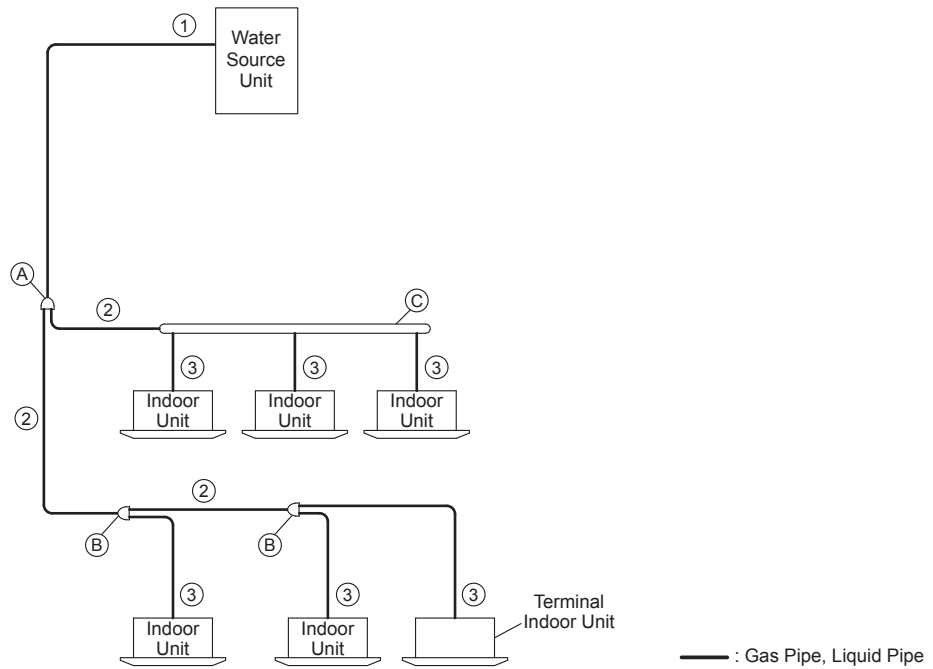 ①
Water
Source
Unit
Ⓐ
②
Ⓒ
③
③
③
Indoor
Unit
Indoor
Unit
Indoor
Unit
②
②
Ⓑ
Ⓑ
③
③
③
Terminal
Indoor Unit
Indoor
Unit
Indoor
Unit
: Gas Pipe, Liquid Pipe